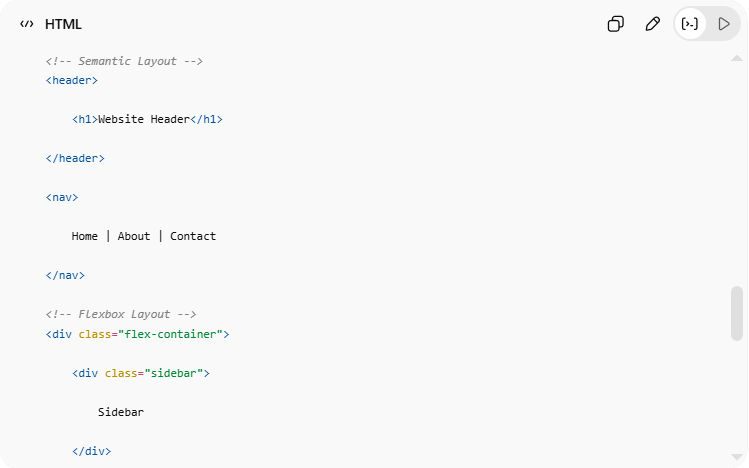 HTML
<!-- Semantic Layout -->
<header>
<h1>Website Header</h1>
</header>
<nav>
Home | About | Contact
</nav>
<!-- Flexbox Layout -->
<div class="flex-container">
<div class="sidebar">
Sidebar
</div>